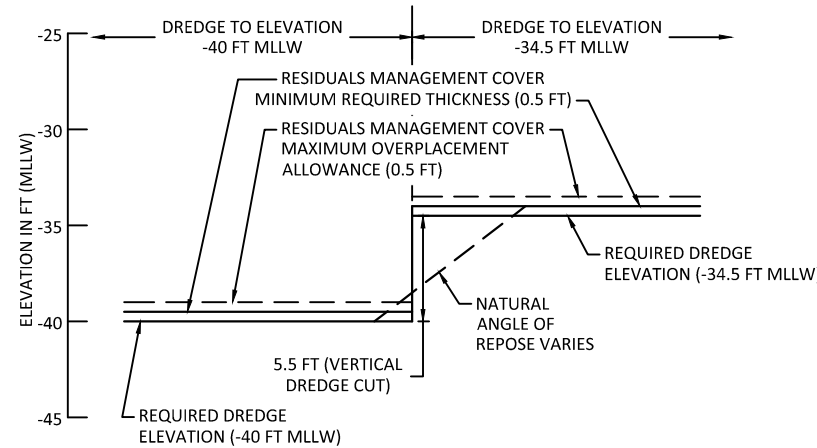 DREDGE TO ELEVATION
-40 FT MLLW
DREDGE TO ELEVATION
-34.5 FT MLLW
RESIDUALS MANAGEMENT COVER
MINIMUM REQUIRED THICKNESS (0.5 FT)
RESIDUALS MANAGEMENT COVER
MAXIMUM OVERPLACEMENT
ALLOWANCE (0.5 FT)
ELEVATION IN FT (MLLW)
-25
-30
-35
-40
-45
REQUIRED DREDGE
ELEVATION (-34.5 FT MLLW)
NATURAL
ANGLE OF
REPOSE VARIES
5.5 FT (VERTICAL
DREDGE CUT)
REQUIRED DREDGE
ELEVATION (-40 FT MLLW)